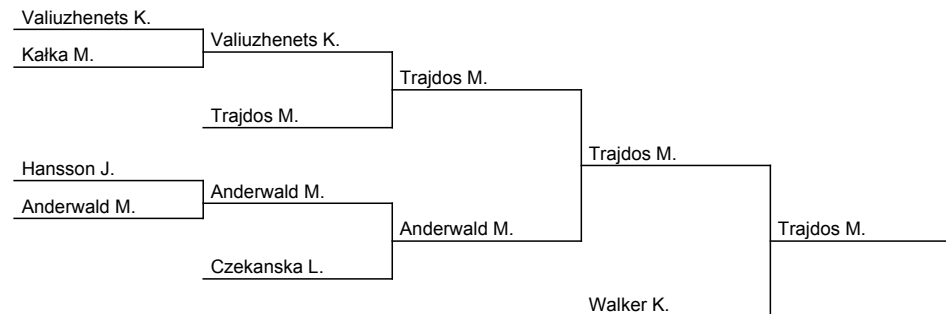 Valiuzhenets K.
Kałka M.
Valiuzhenets K.
Trajdos M.
Trajdos M.
Hansson J.
Anderwald M.
Anderwald M.
Czekanska L.
Anderwald M.
Trajdos M.
Walker K.
Trajdos M.